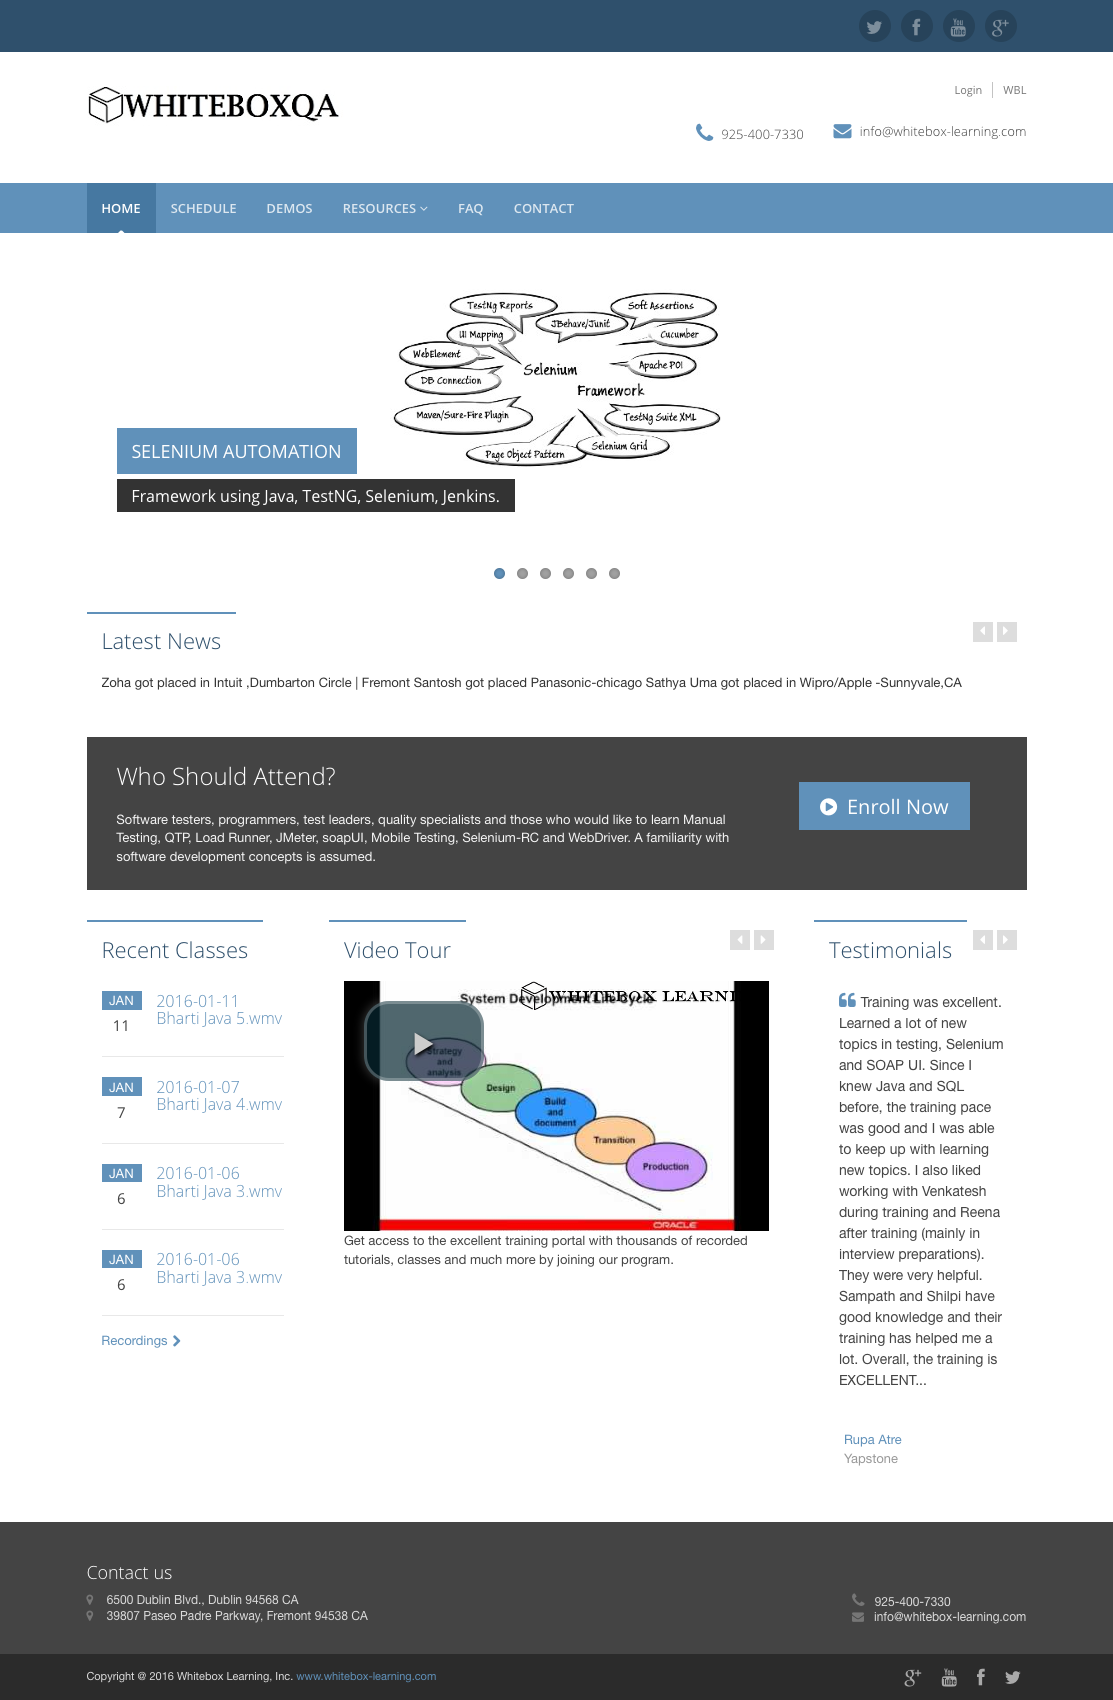 WHITEBOXQA
Login
WBL
925-400-7330
info@whitebox-learning.com
HOME
SCHEDULE
DEMOS
RESOURCES
FAQ
CONTACT
TestNg Reports
Soft Assertions
JBehave/Junit
UI Mapping
Cucumber
WebElement
Apache POI
Selenium
DB Connection
Framework
Maven/Sure-Fire Plugin
TestNg Suite XML
Selenium Grid
Page Object Pattern
SELENIUM AUTOMATION
Framework using Java, TestNG, Selenium, Jenkins.
Latest News
Zoha got placed in Intuit ,Dumbarton Circle | Fremont Santosh got placed Panasonic-chicago Sathya Uma got placed in Wipro/Apple -Sunnyvale,CA
Who Should Attend?
Software testers, programmers, test leaders, quality specialists and those who would like to learn Manual
Testing, QTP, Load Runner, JMeter, soapUI, Mobile Testing, Selenium-RC and WebDriver. A familiarity with
software development concepts is assumed.
Enroll Now
Recent Classes
JAN
11
2016-01-11
Bharti Java 5.wmv
JAN
7
2016-01-07
Bharti Java 4.wmv
JAN
6
2016-01-06
Bharti Java 3.wmv
JAN
6
2016-01-06
Bharti Java 3.wmv
Recordings
Video Tour
WHITEBOX LEARNI
System Development Life Cycle
Strategy
and
analysis
Design
Build
and
document
Transition
Production
ORACLE
Get access to the excellent training portal with thousands of recorded
tutorials, classes and much more by joining our program.
Testimonials
Training was excellent.
Learned a lot of new
topics in testing, Selenium
and SOAP UI. Since I
knew Java and SQL
before, the training pace
was good and I was able
to keep up with learning
new topics. I also liked
working with Venkatesh
during training and Reena
after training (mainly in
interview preparations).
They were very helpful.
Sampath and Shilpi have
good knowledge and their
training has helped me a
lot. Overall, the training is
EXCELLENT...
Rupa Atre
Yapstone
Contact us
6500 Dublin Blvd., Dublin 94568 CA
39807 Paseo Padre Parkway, Fremont 94538 CA
925-400-7330
info@whitebox-learning.com
Copyright @ 2016 Whitebox Learning, Inc. www.whitebox-learning.com